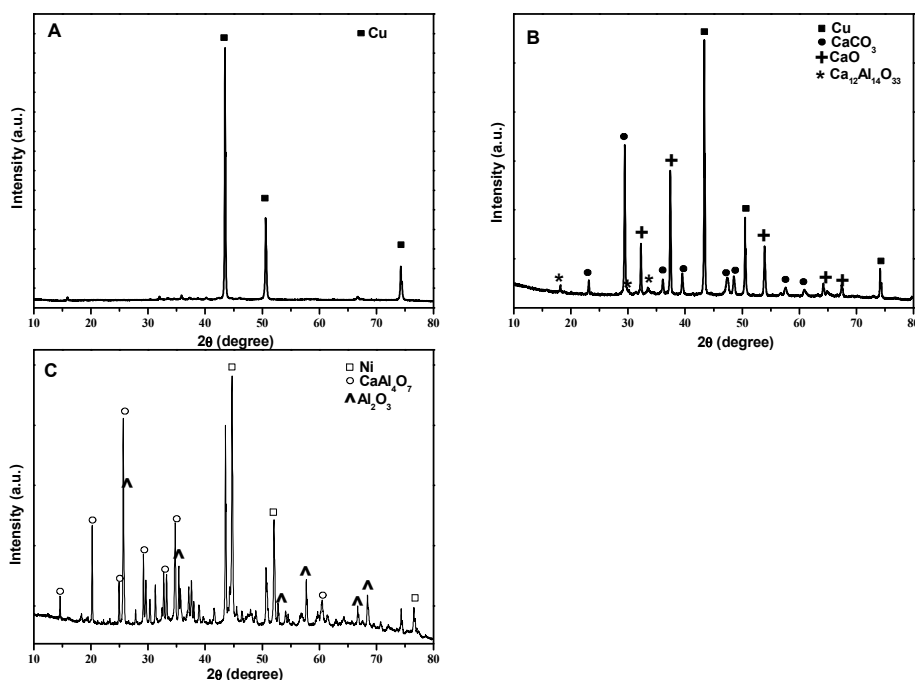 A
■ Cu
Intensity (a.u.)
10 20 30 40 50 60 70 80
2θ (degree)
B
■ Cu
● CaCO₃
+ CaO
* Ca₁₂Al₁₄O₃₃
Intensity (a.u.)
10 20 30 40 50 60 70 80
2θ (degree)
C
□ Ni
○ CaAl₄O₇
∧ Al₂O₃
Intensity (a.u.)
10 20 30 40 50 60 70 80
2θ (degree)